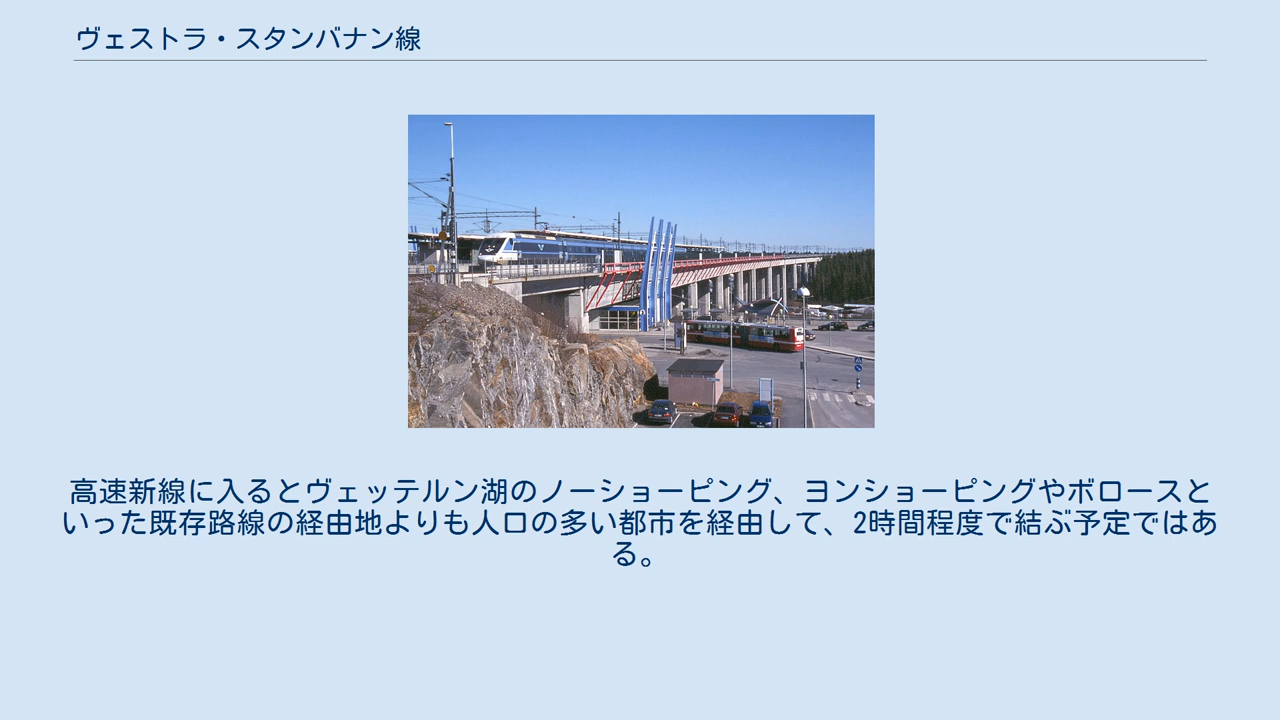 ヴェストラ・スタンバナン線
高速新線に入るとヴェッテルン湖のノーショーピング、ヨンショーピングやボロースと
いった既存路線の経由地よりも人口の多い都市を経由して、2時間程度で結ぶ予定ではあ
る。